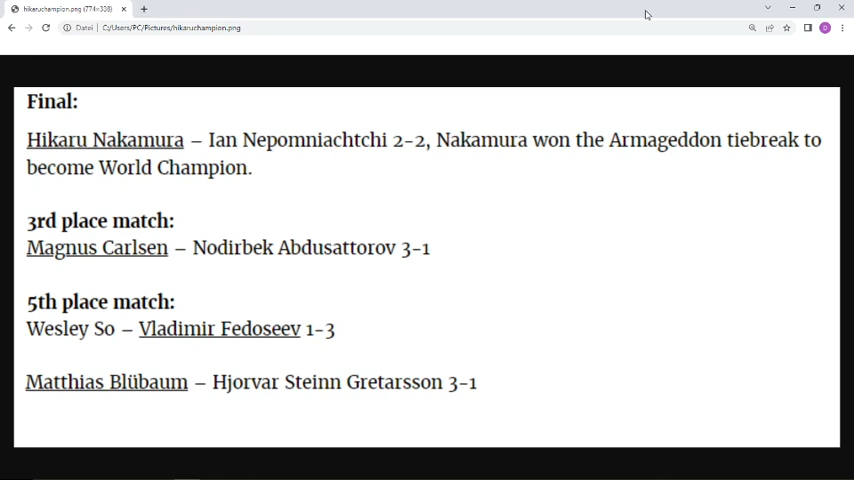 hikaruchampion.png (774×338)
Datei | C:/Users/PC/Pictures/hikaruchampion.png
D
Final:
Hikaru Nakamura – Ian Nepomniachtchi 2-2, Nakamura won the Armageddon tiebreak to
become World Champion.
3rd place match:
Magnus Carlsen – Nodirbek Abdusattorov 3-1
5th place match:
Wesley So – Vladimir Fedoseev 1-3
Matthias Blübaum – Hjorvar Steinn Gretarsson 3-1